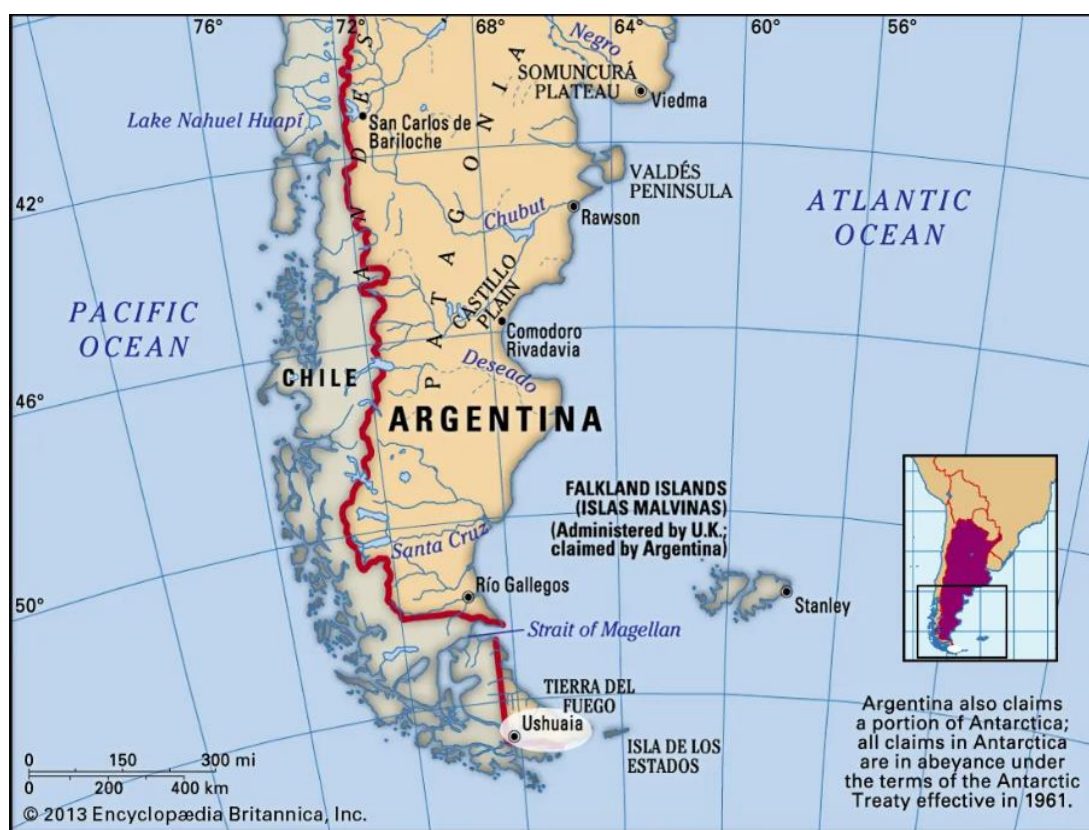 76°
72°
68°
64°
60°
56°
Negro
SOMUNCURÁ
PLATEAU
Viedma
Lake Nahuel Huapí
San Carlos de
Bariloche
ANDES
PATAGONIA
VALDÉS
PENINSULA
42°
Chubut
Rawson
ATLANTIC
OCEAN
CASTILLO
PLAIN
PACIFIC
OCEAN
Comodoro
Rivadavia
CHILE
Deseado
46°
ARGENTINA
FALKLAND ISLANDS
(ISLAS MALVINAS)
(Administered by U.K.;
claimed by Argentina)
Santa Cruz
50°
Río Gallegos
Stanley
Strait of Magellan
TIERRA DEL
FUEGO
Ushuaia
ISLA DE LOS
ESTADOS
Argentina also claims
a portion of Antarctica;
all claims in Antarctica
are in abeyance under
the terms of the Antarctic
Treaty effective in 1961.
0 150 300 mi
0 200 400 km
© 2013 Encyclopædia Britannica, Inc.